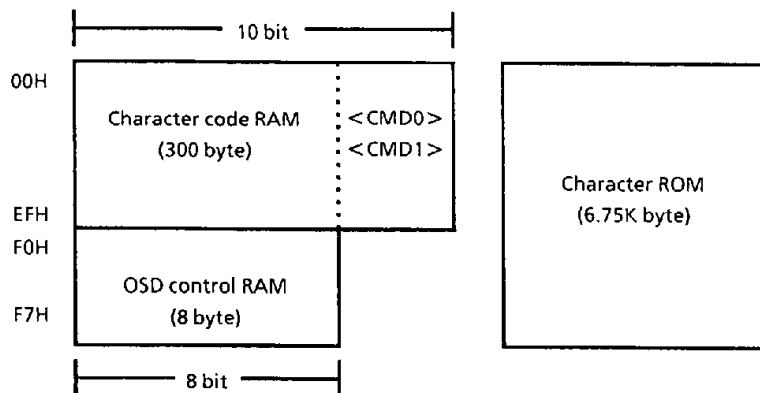 10 bit
00H
Character code RAM
(300 byte)
<CMD0>
<CMD1>
EFH
F0H
OSD control RAM
(8 byte)
F7H
8 bit
Character ROM
(6.75K byte)